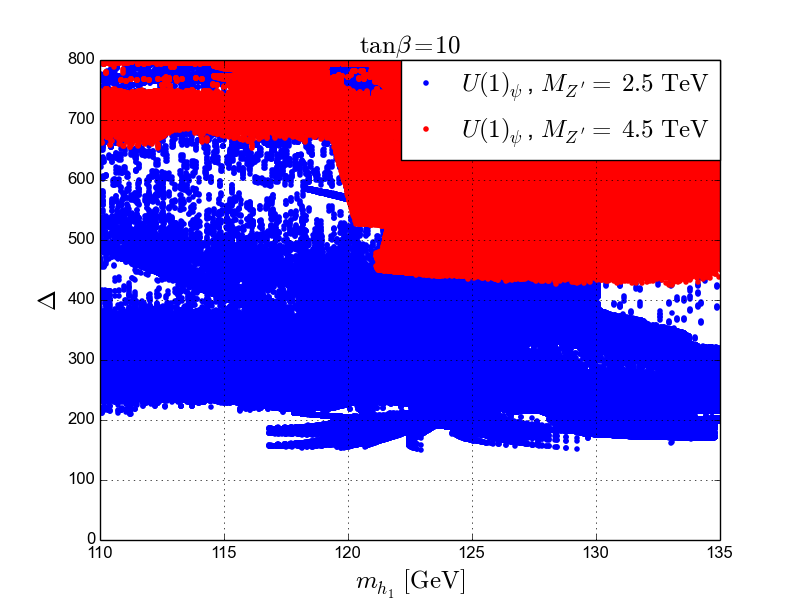 tanβ=10
800
700
600
500
400
300
200
100
0
Δ
U(1)ψ , MZ′ = 2.5 TeV
U(1)ψ , MZ′ = 4.5 TeV
110 115 120 125 130 135
mh1 [GeV]